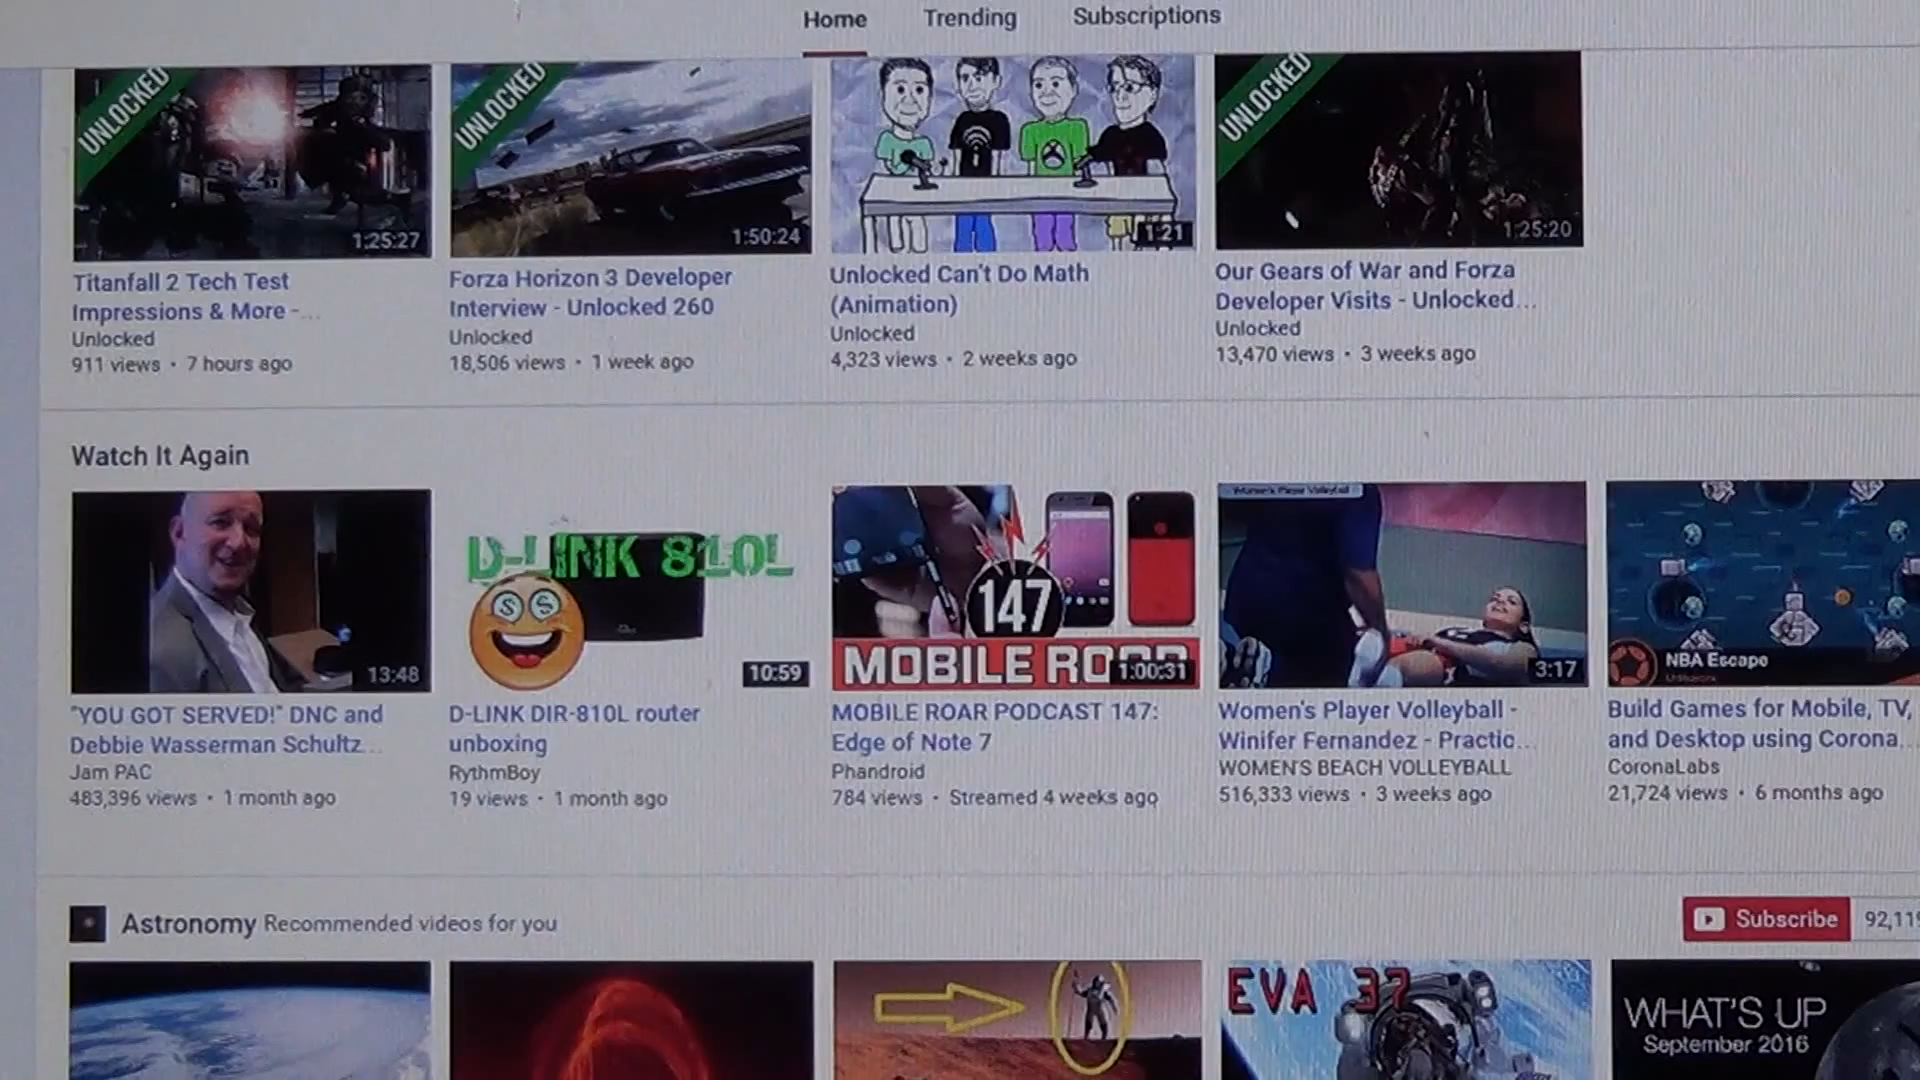 Home Trending Subscriptions
UNLOCKED UNLOCKED UNLOCKED
1:25:27 1:50:24 1:21 1:25:20
Titanfall 2 Tech Test
Impressions & More -...
Unlocked
911 views • 7 hours ago
Forza Horizon 3 Developer
Interview - Unlocked 260
Unlocked
18,506 views • 1 week ago
Unlocked Can't Do Math
(Animation)
Unlocked
4,323 views • 2 weeks ago
Our Gears of War and Forza
Developer Visits - Unlocked...
Unlocked
13,470 views • 3 weeks ago
Watch It Again
13:48
"YOU GOT SERVED!" DNC and
Debbie Wasserman Schultz...
Jam PAC
483,396 views • 1 month ago
D-LINK 810L
$ $
10:59
D-LINK DIR-810L router
unboxing
RythmBoy
19 views • 1 month ago
147
MOBILE
1:00:31
MOBILE ROAR PODCAST 147:
Edge of Note 7
Phandroid
784 views • Streamed 4 weeks ago
Women's Player Volleyball
3:17
Women's Player Volleyball -
Winifer Fernandez - Practic...
WOMEN'S BEACH VOLLEYBALL
516,333 views • 3 weeks ago
NBA Escapo
Build Games for Mobile, TV,
and Desktop using Corona...
CoronaLabs
21,724 views • 6 months ago
Astronomy Recommended videos for you
Subscribe 92,119
EVA 37
WHAT'S UP
September 2016